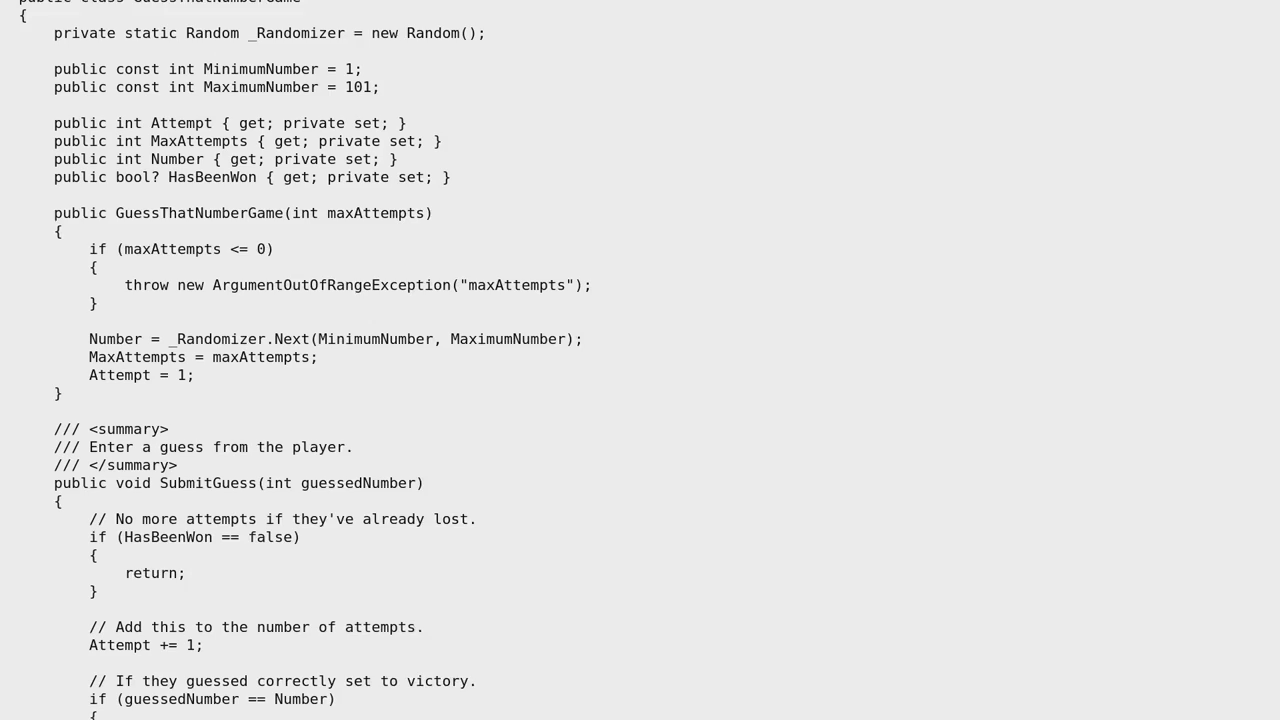 public class GuessThatNumberGame
{
    private static Random _Randomizer = new Random();

    public const int MinimumNumber = 1;
    public const int MaximumNumber = 101;

    public int Attempt { get; private set; }
    public int MaxAttempts { get; private set; }
    public int Number { get; private set; }
    public bool? HasBeenWon { get; private set; }

    public GuessThatNumberGame(int maxAttempts)
    {
        if (maxAttempts <= 0)
        {
            throw new ArgumentOutOfRangeException("maxAttempts");
        }

        Number = _Randomizer.Next(MinimumNumber, MaximumNumber);
        MaxAttempts = maxAttempts;
        Attempt = 1;
    }

    /// <summary>
    /// Enter a guess from the player.
    /// </summary>
    public void SubmitGuess(int guessedNumber)
    {
        // No more attempts if they've already lost.
        if (HasBeenWon == false)
        {
            return;
        }

        // Add this to the number of attempts.
        Attempt += 1;

        // If they guessed correctly set to victory.
        if (guessedNumber == Number)
        {